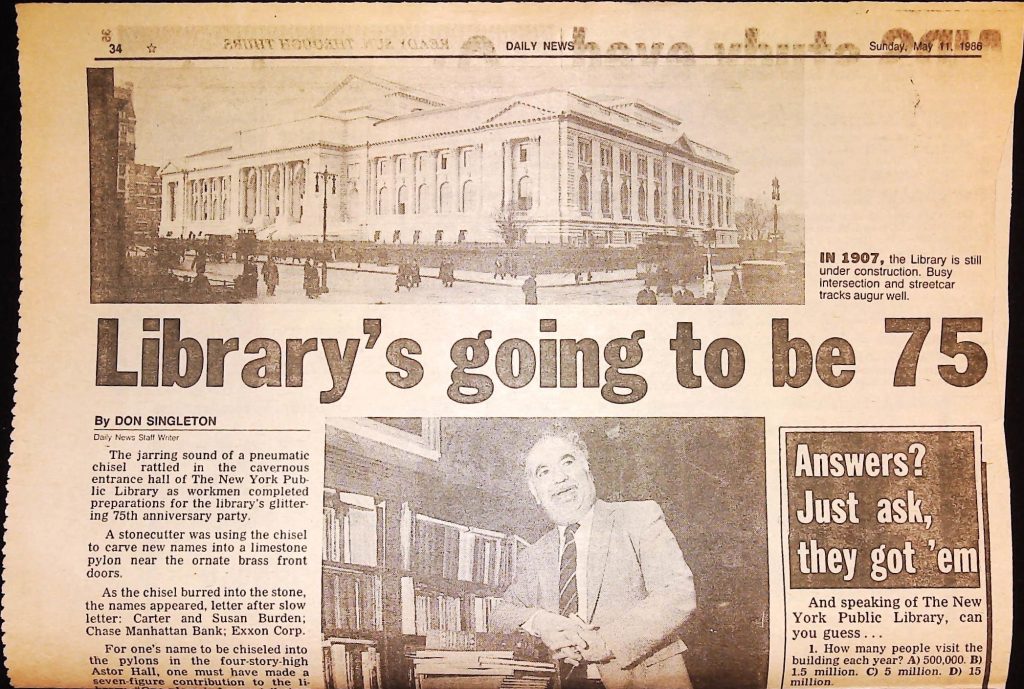 34 ☆ DAILY NEWS Sunday, May 11, 1986
IN 1907, the Library is still
under construction. Busy
intersection and streetcar
tracks augur well.
Library's going to be 75
By DON SINGLETON
Daily News Staff Writer
The jarring sound of a pneumatic
chisel rattled in the cavernous
entrance hall of The New York Pub-
lic Library as workmen completed
preparations for the library's glitter-
ing 75th anniversary party.
A stonecutter was using the chisel
to carve new names into a limestone
pylon near the ornate brass front
doors.
As the chisel burred into the stone,
the names appeared, letter after slow
letter: Carter and Susan Burden;
Chase Manhattan Bank; Exxon Corp.
For one's name to be chiseled into
the pylons in the four-story-high
Astor Hall, one must have made a
seven-figure contribution to the li-
Answers?
Just ask,
they got 'em
And speaking of The New
York Public Library, can
you guess . . .
1. How many people visit the
building each year? A) 500,000. B)
1.5 million. C) 5 million. D) 15
million.